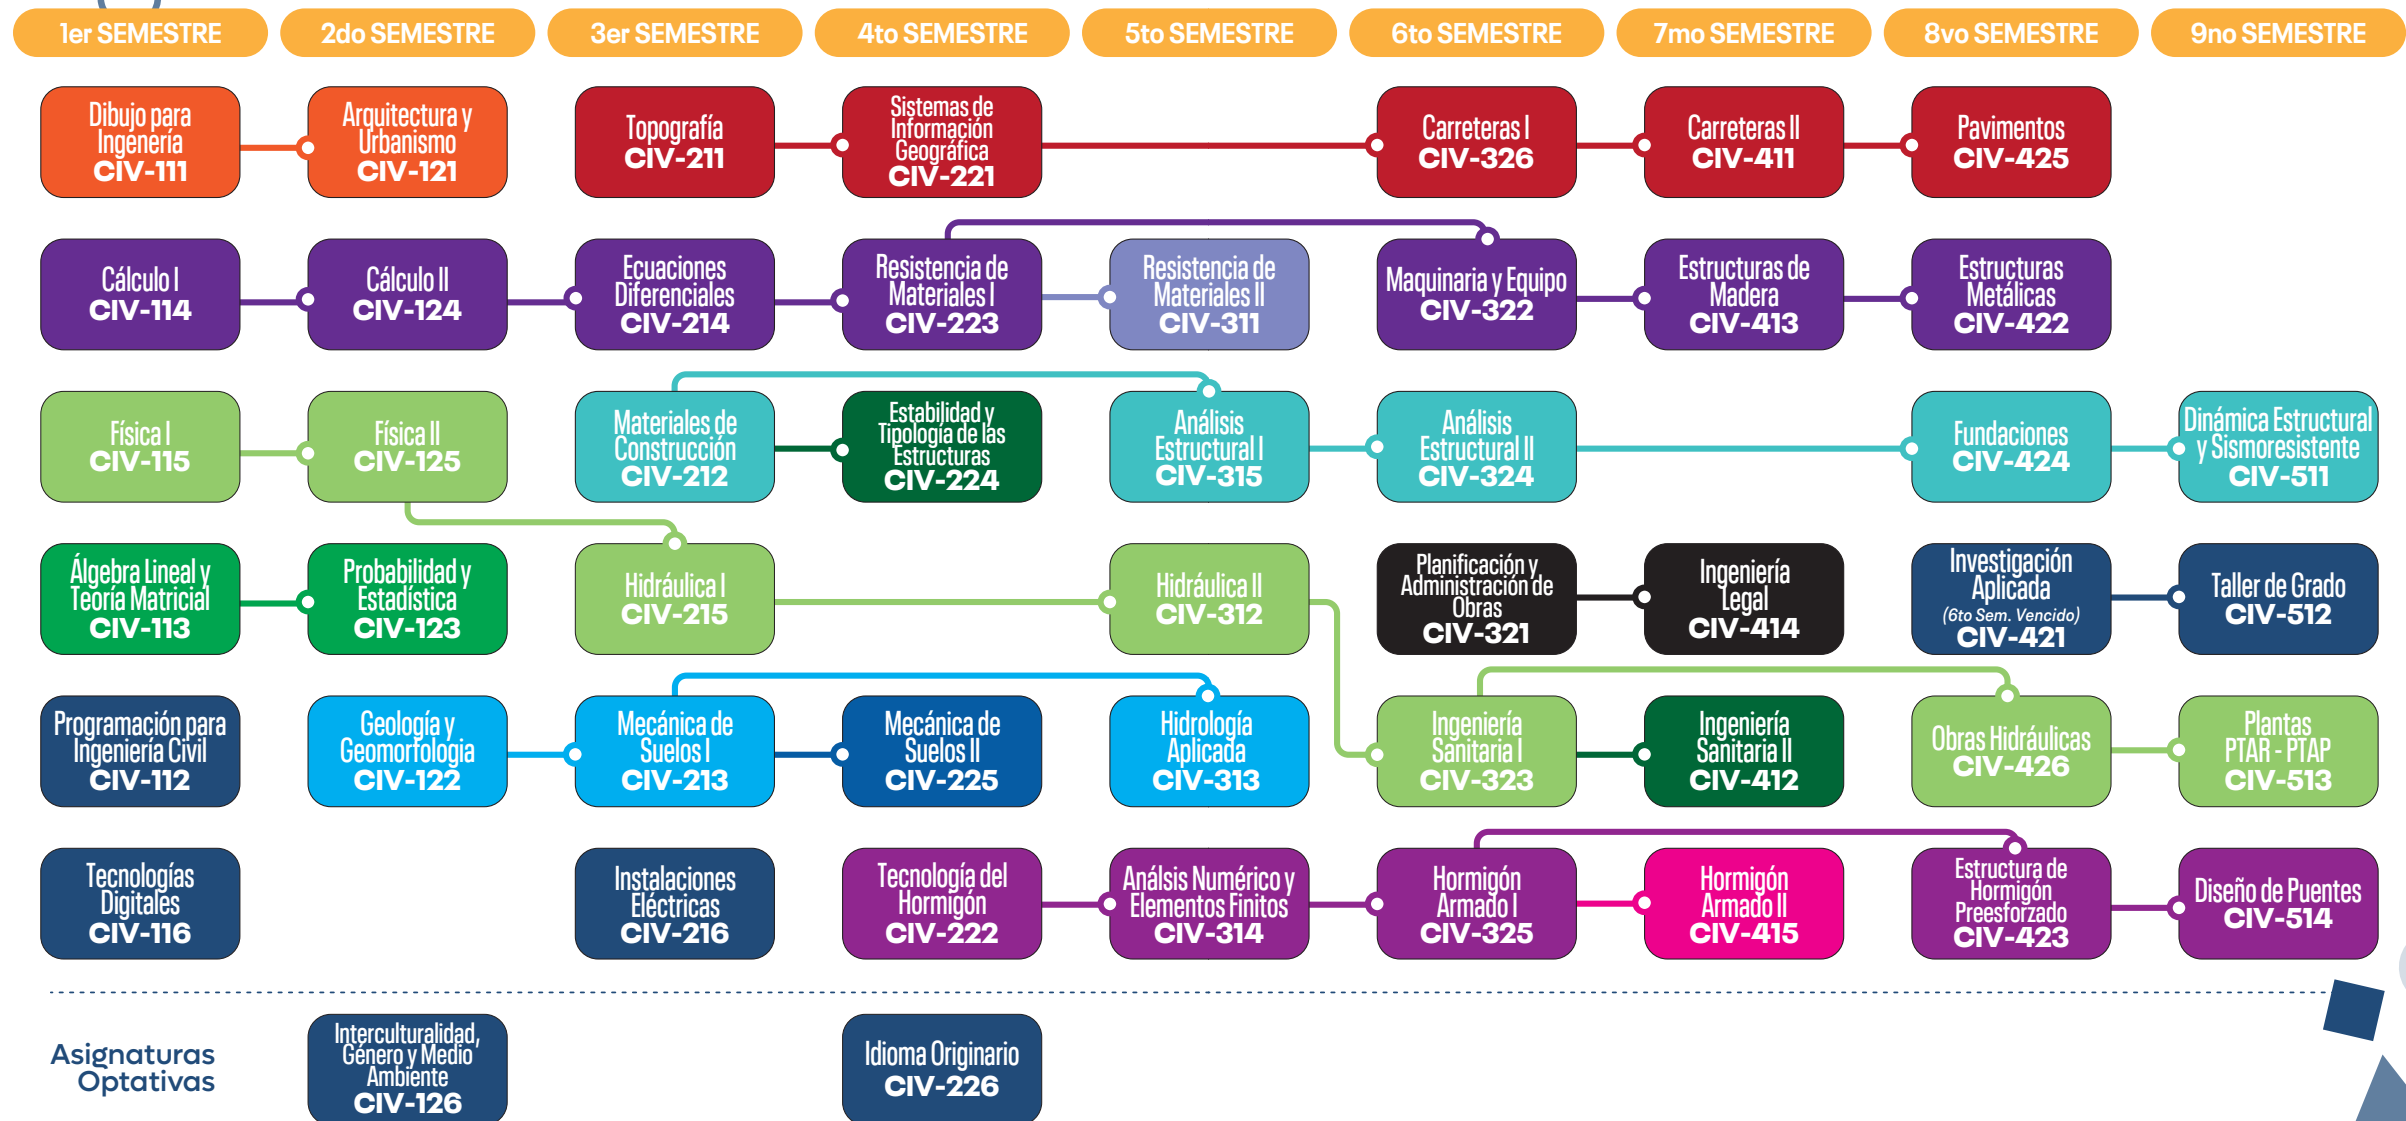 1er SEMESTRE
2do SEMESTRE
3er SEMESTRE
4to SEMESTRE
5to SEMESTRE
6to SEMESTRE
7mo SEMESTRE
8vo SEMESTRE
9no SEMESTRE
Dibujo para
Ingenería
CIV-111
Arquitectura y
Urbanismo
CIV-121
Topografía
CIV-211
Sistemas de
Información
Geográfica
CIV-221
Carreteras I
CIV-326
Carreteras II
CIV-411
Pavimentos
CIV-425
Cálculo I
CIV-114
Cálculo II
CIV-124
Ecuaciones
Diferenciales
CIV-214
Resistencia de
Materiales I
CIV-223
Resistencia de
Materiales II
CIV-311
Maquinaria y Equipo
CIV-322
Estructuras de
Madera
CIV-413
Estructuras
Metálicas
CIV-422
Física I
CIV-115
Física II
CIV-125
Materiales de
Construcción
CIV-212
Estabilidad y
Tipología de las
Estructuras
CIV-224
Análisis
Estructural I
CIV-315
Análisis
Estructural II
CIV-324
Fundaciones
CIV-424
Dinámica Estructural
y Sismoresistente
CIV-511
Álgebra Lineal y
Teoría Matricial
CIV-113
Probabilidad y
Estadística
CIV-123
Hidráulica I
CIV-215
Hidráulica II
CIV-312
Planificación y
Administración de
Obras
CIV-321
Ingeniería
Legal
CIV-414
Investigación
Aplicada
(6to Sem. Vencido)
CIV-421
Taller de Grado
CIV-512
Programación para
Ingeniería Civil
CIV-112
Geología y
Geomorfologia
CIV-122
Mecánica de
Suelos I
CIV-213
Mecánica de
Suelos II
CIV-225
Hidrología
Aplicada
CIV-313
Ingeniería
Sanitaria I
CIV-323
Ingeniería
Sanitaria II
CIV-412
Obras Hidráulicas
CIV-426
Plantas
PTAR - PTAP
CIV-513
Tecnologías
Digitales
CIV-116
Instalaciones
Eléctricas
CIV-216
Tecnología del
Hormigón
CIV-222
Análsis Numérico y
Elementos Finitos
CIV-314
Hormigón
Armado I
CIV-325
Hormigón
Armado II
CIV-415
Estructura de
Hormigón
Preesforzado
CIV-423
Diseño de Puentes
CIV-514
Asignaturas
Optativas
Interculturalidad,
Género y Medio
Ambiente
CIV-126
Idioma Originario
CIV-226